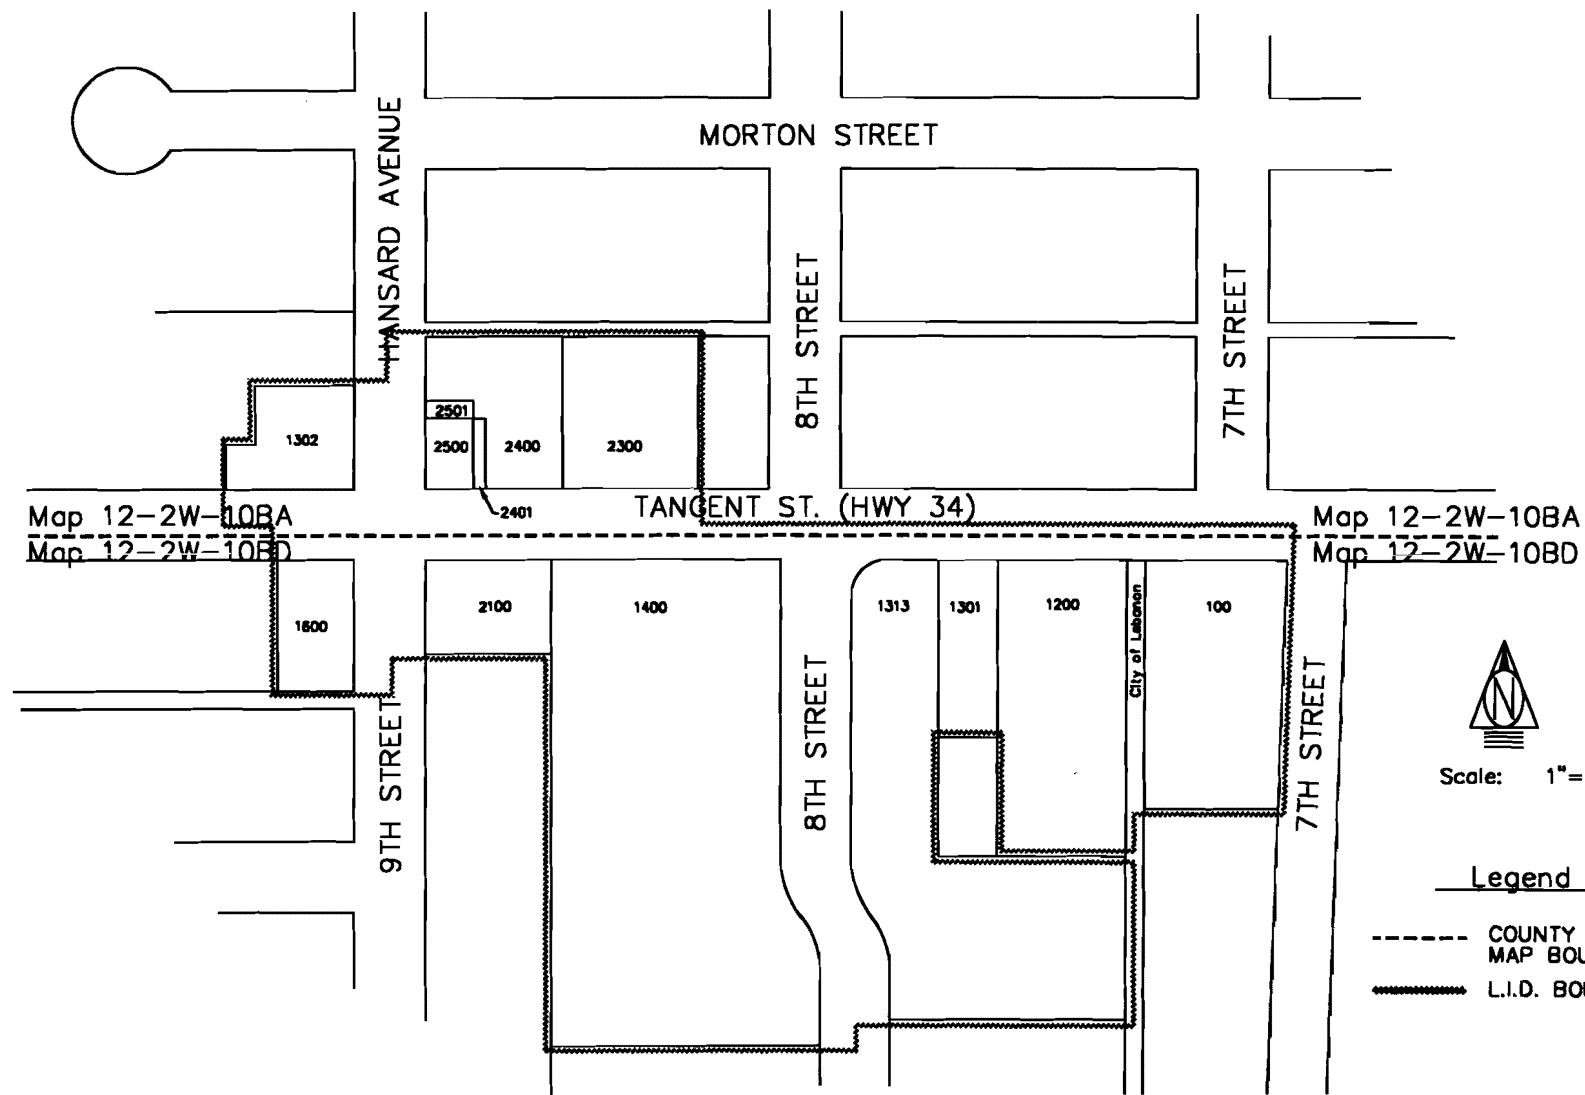 MORTON STREET
HANSARD AVENUE
8TH STREET
7TH STREET
1302
2501
2500
2400
2300
2401
TANGENT ST. (HWY 34)
Map 12-2W-10BA
Map 12-2W-10BD
Map 12-2W-10BA
Map 12-2W-10BD
1600
2100
1400
1313
1301
1200
City of Lebanon
100
9TH STREET
8TH STREET
7TH STREET
N
Scale: 1"=
Legend
COUNTY
MAP BOU
L.I.D. BOU